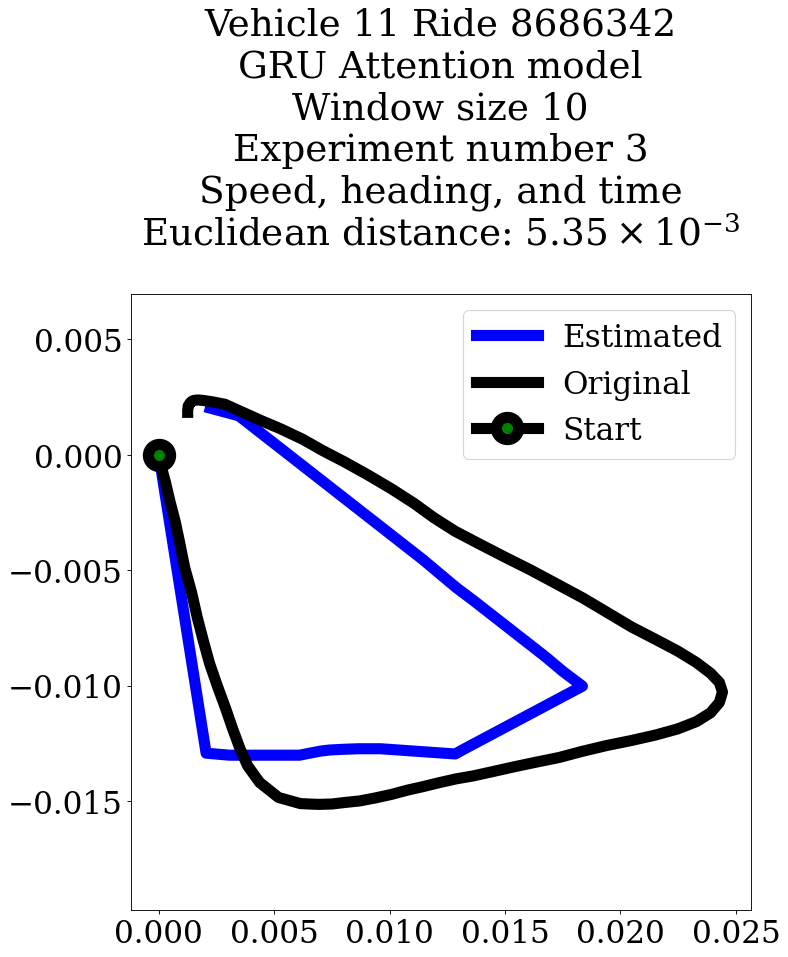 Vehicle 11 Ride 8686342
GRU Attention model
Window size 10
Experiment number 3
Speed, heading, and time
Euclidean distance: 5.35 × 10⁻³
Estimated
Original
Start
0.005
0.000
−0.005
−0.010
−0.015
0.000 0.005 0.010 0.015 0.020 0.025